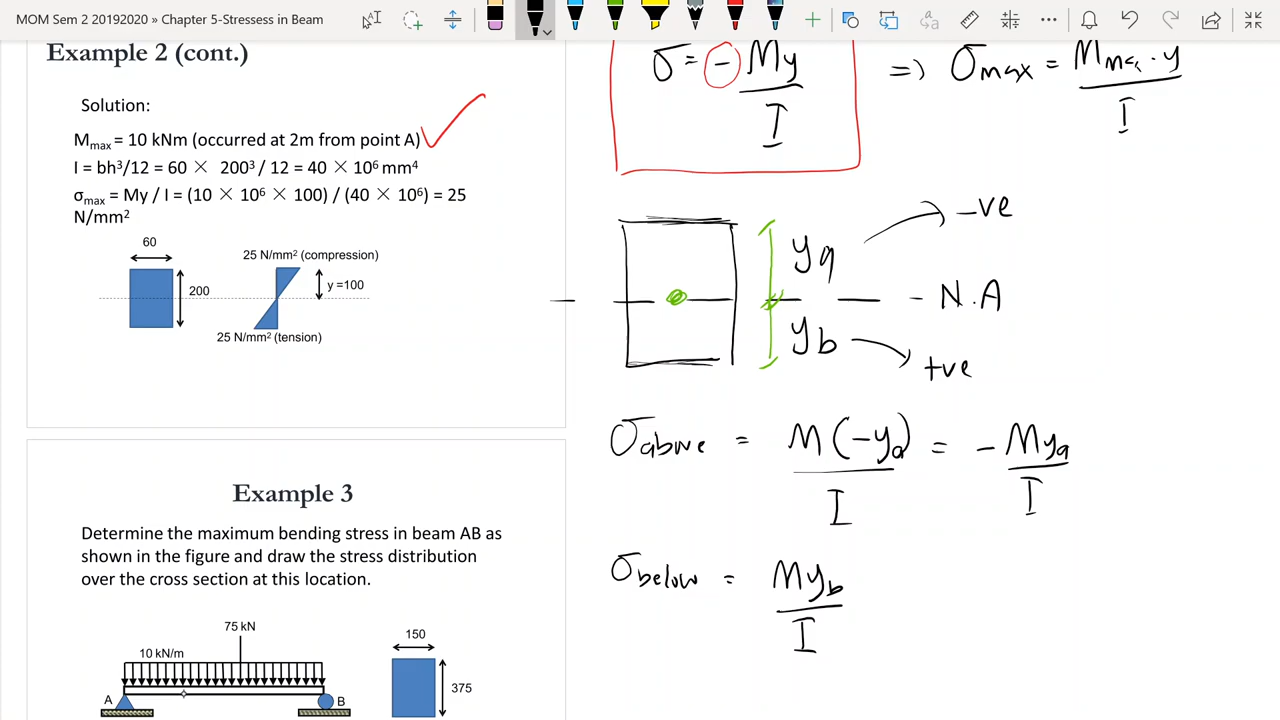 MOM Sem 2 20192020 » Chapter 5-Stressess in Beam
Example 2 (cont.)
Solution:
Mmax = 10 kNm (occurred at 2m from point A)
I = bh³/12 = 60 × 200³ / 12 = 40 × 10⁶ mm⁴
σmax = My / I = (10 × 10⁶ × 100) / (40 × 10⁶) = 25
N/mm²
60
200
25 N/mm² (compression)
y =100
25 N/mm² (tension)
Example 3
Determine the maximum bending stress in beam AB as
shown in the figure and draw the stress distribution
over the cross section at this location.
75 kN
10 kN/m
A
B
150
375
σ = - My / I => σmax = Mmax . y / I
ya
-ve
- N.A
yb
+ve
σabove = M (-ya) / I = - Mya / I
σbelow = Myb / I